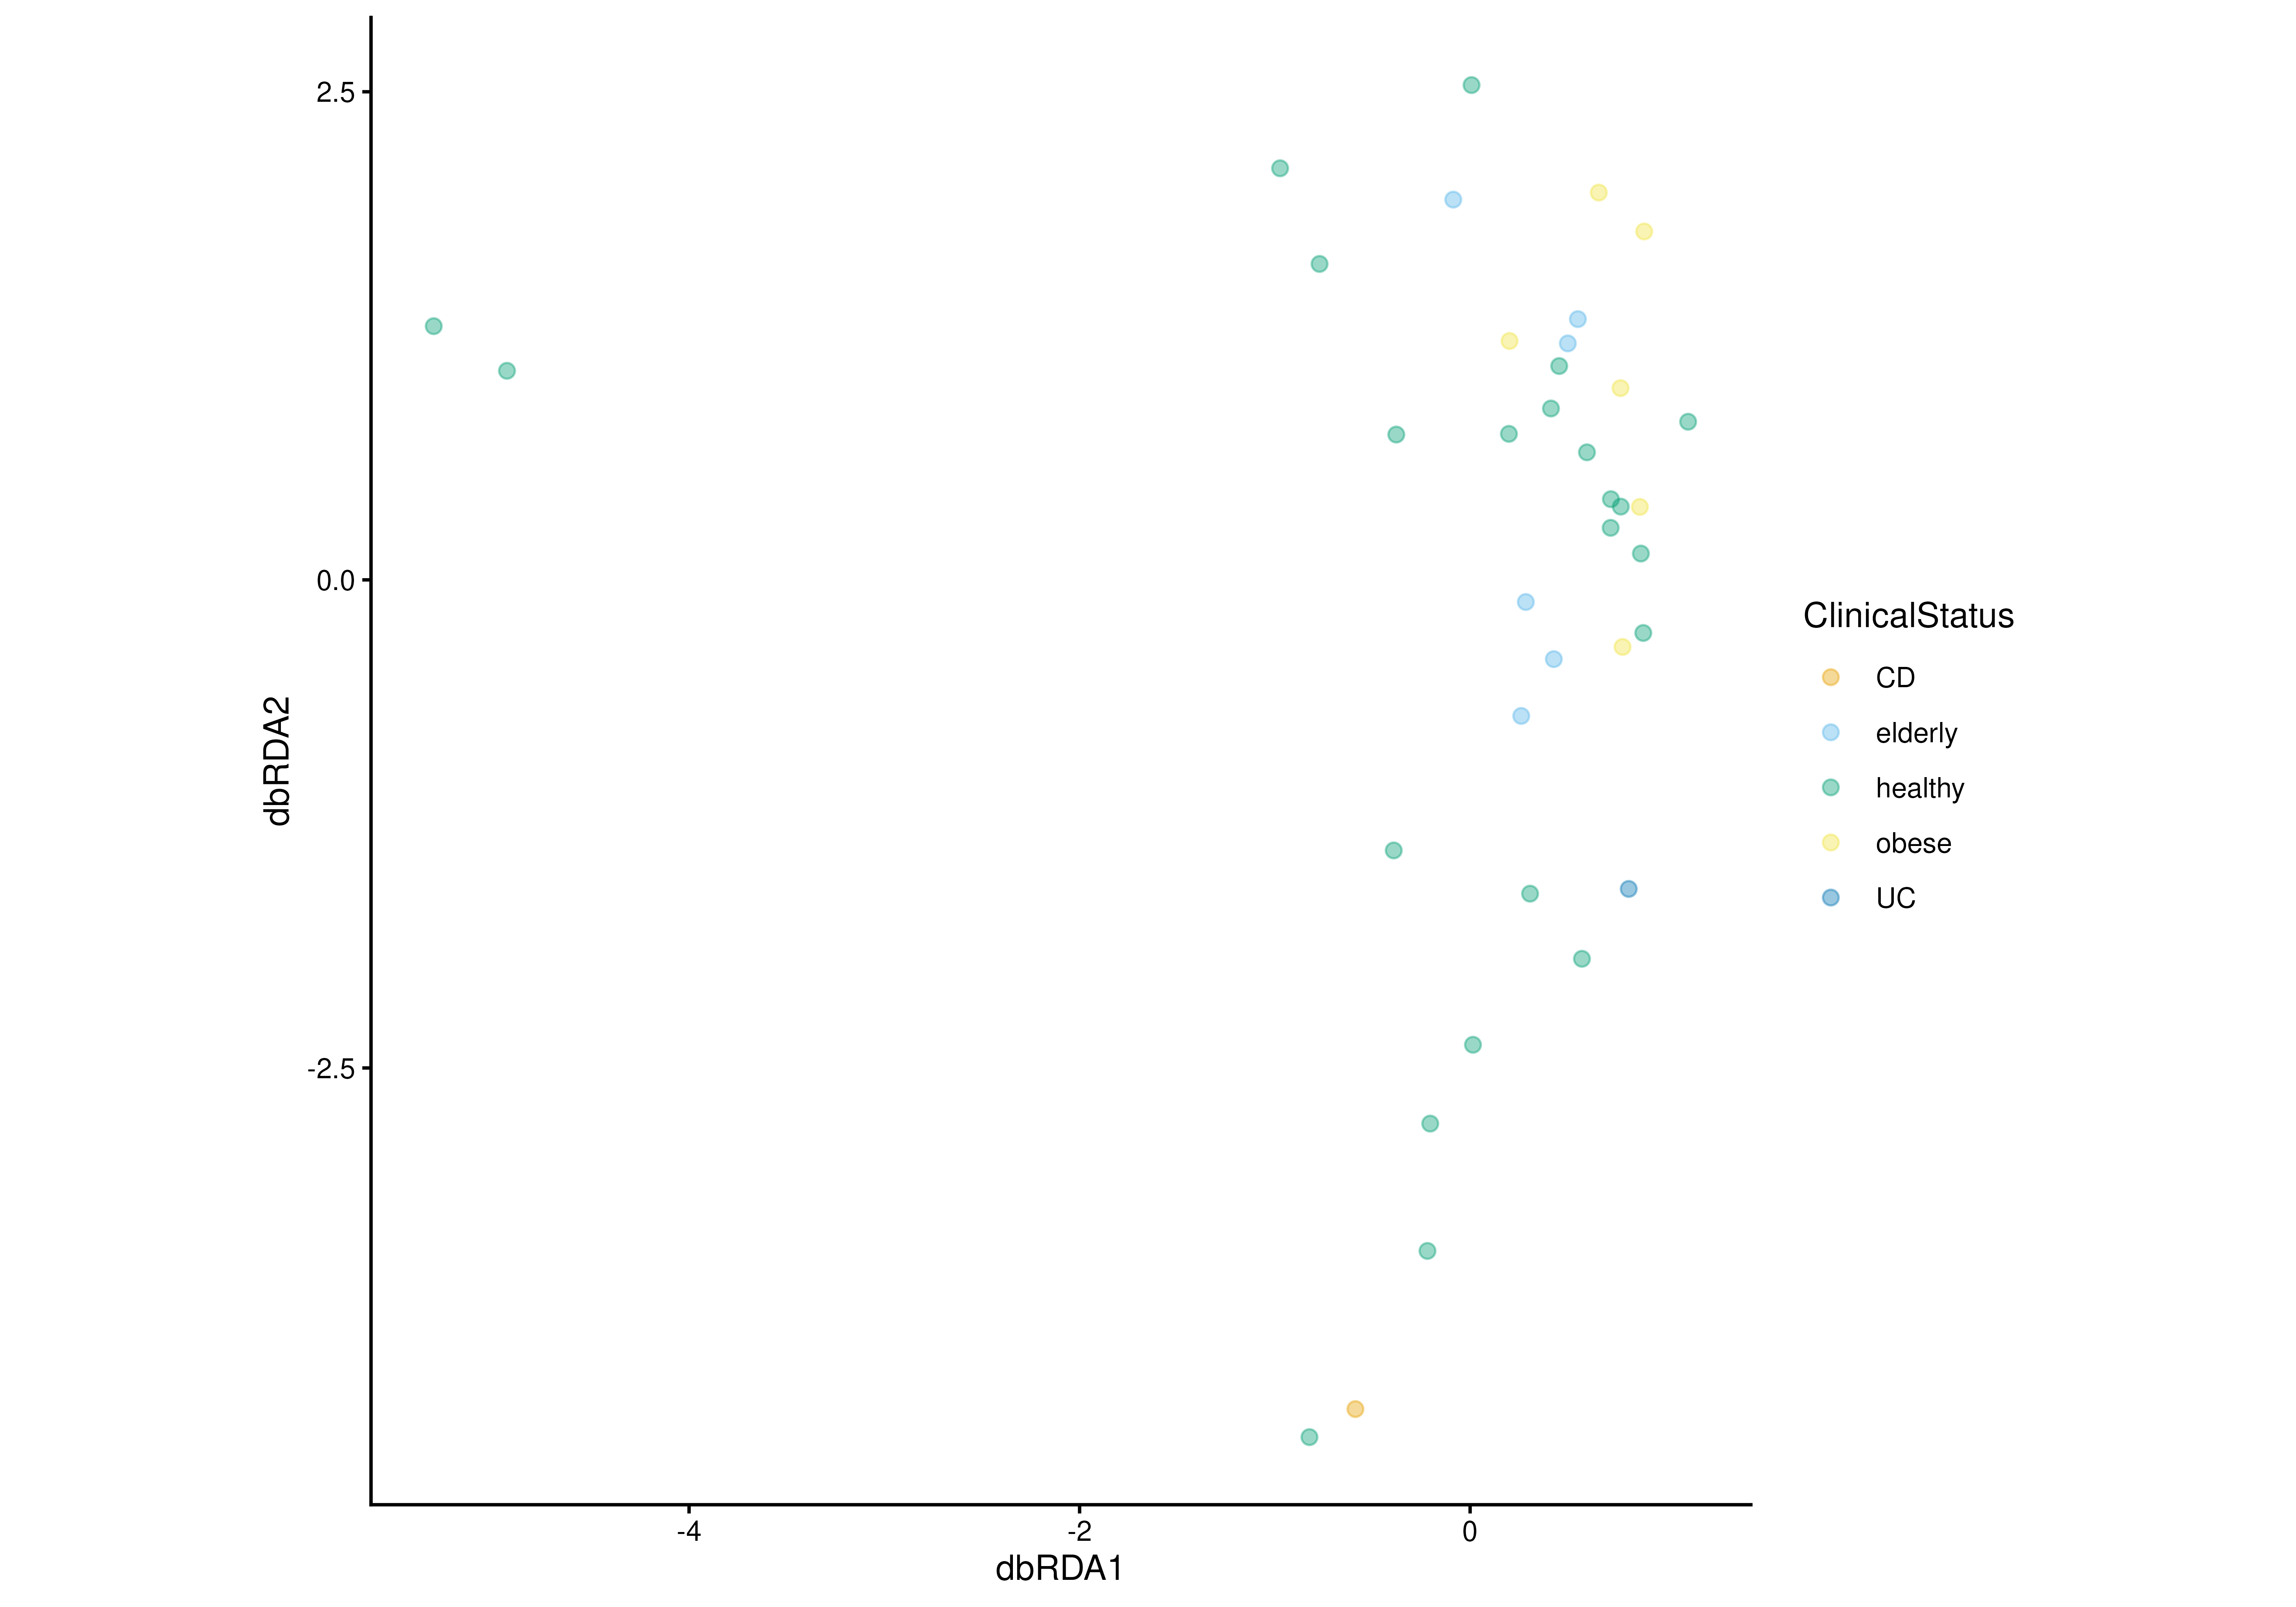 2.5
0.0
-2.5
dbRDA2
-4
-2
0
dbRDA1
ClinicalStatus
CD
elderly
healthy
obese
UC